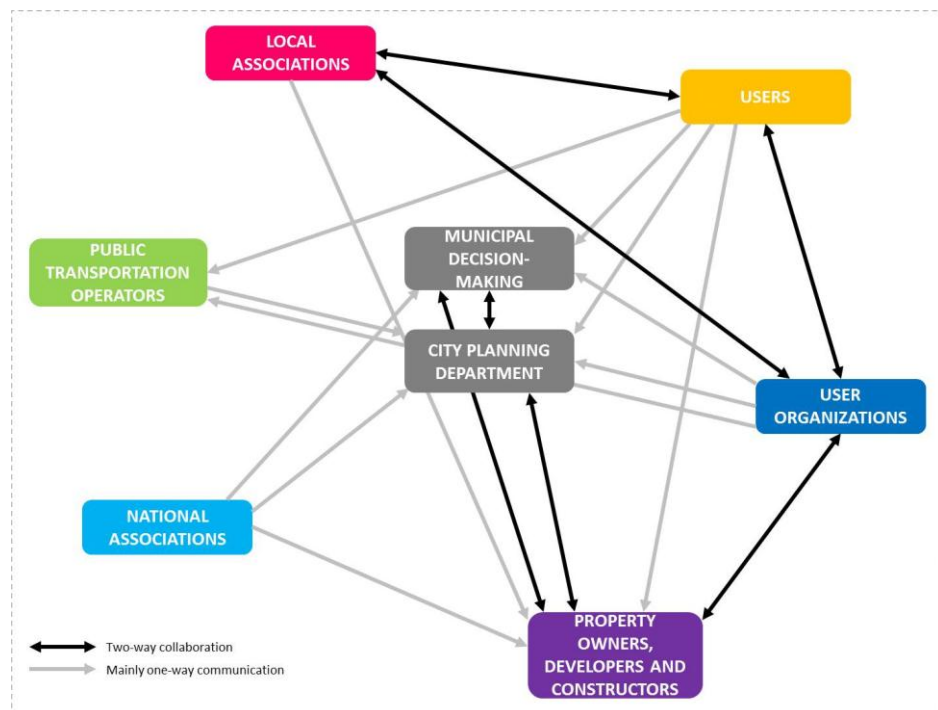 LOCAL
ASSOCIATIONS
USERS
PUBLIC
TRANSPORTATION
OPERATORS
MUNICIPAL
DECISION-
MAKING
CITY PLANNING
DEPARTMENT
USER
ORGANIZATIONS
NATIONAL
ASSOCIATIONS
PROPERTY
OWNERS,
DEVELOPERS AND
CONSTRUCTORS
Two-way collaboration
Mainly one-way communication